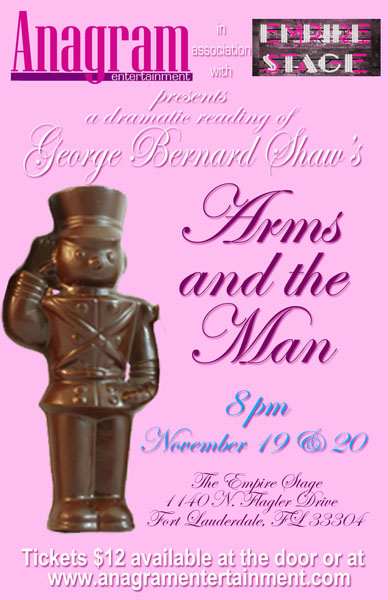 Anagram
entertainment
in
association
with
EMPIRE
STAGE
presents
a dramatic reading of
George Bernard Shaw's
Arms
and the
Man
8pm
November 19 & 20
The Empire Stage
1140 N. Flagler Drive
Fort Lauderdale, FL 33304
Tickets $12 available at the door or at
www.anagramentertainment.com